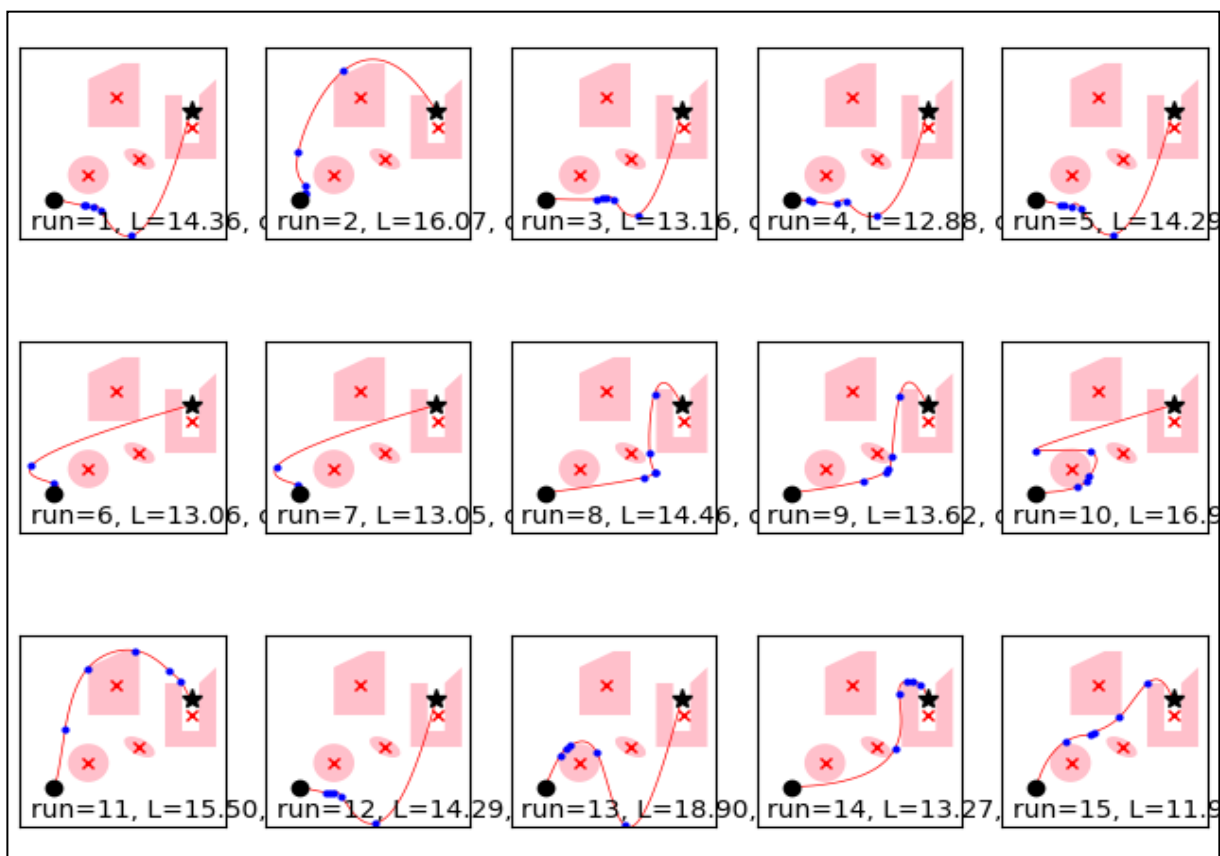 run=1, L=14.36, run=2, L=16.07, run=3, L=13.16, run=4, L=12.88, run=5, L=14.29
run=6, L=13.06, run=7, L=13.05, run=8, L=14.46, run=9, L=13.62, run=10, L=16.9
run=11, L=15.50, run=12, L=14.29, run=13, L=18.90, run=14, L=13.27, run=15, L=11.9